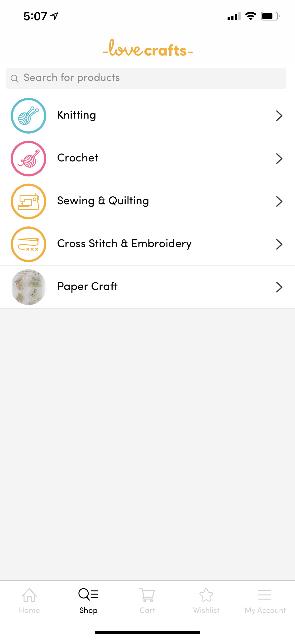 5:07
-lovecrafts-
Search for products
Knitting
Crochet
Sewing & Quilting
Cross Stitch & Embroidery
Paper Craft
Home
Shop
Cart
Wishlist
My Account